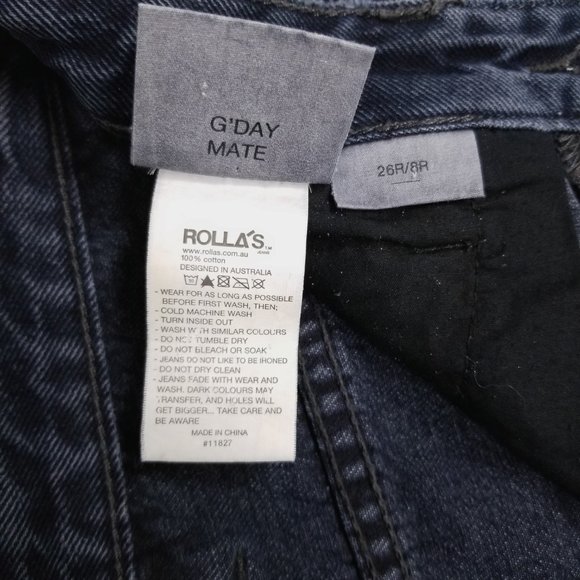 G'DAY
MATE
26R/8R
ROLLA'S™
JEANS
www.rollas.com.au
100% cotton
DESIGNED IN AUSTRALIA
- WEAR FOR AS LONG AS POSSIBLE
BEFORE FIRST WASH, THEN;
- COLD MACHINE WASH
- TURN INSIDE OUT
- WASH WITH SIMILAR COLOURS
- DO NOT TUMBLE DRY
- DO NOT BLEACH OR SOAK
- JEANS DO NOT LIKE TO BE IRONED
- DO NOT DRY CLEAN
- JEANS FADE WITH WEAR AND
WASH. DARK COLOURS MAY
TRANSFER, AND HOLES WILL
GET BIGGER... TAKE CARE AND
BE AWARE
MADE IN CHINA
#11827